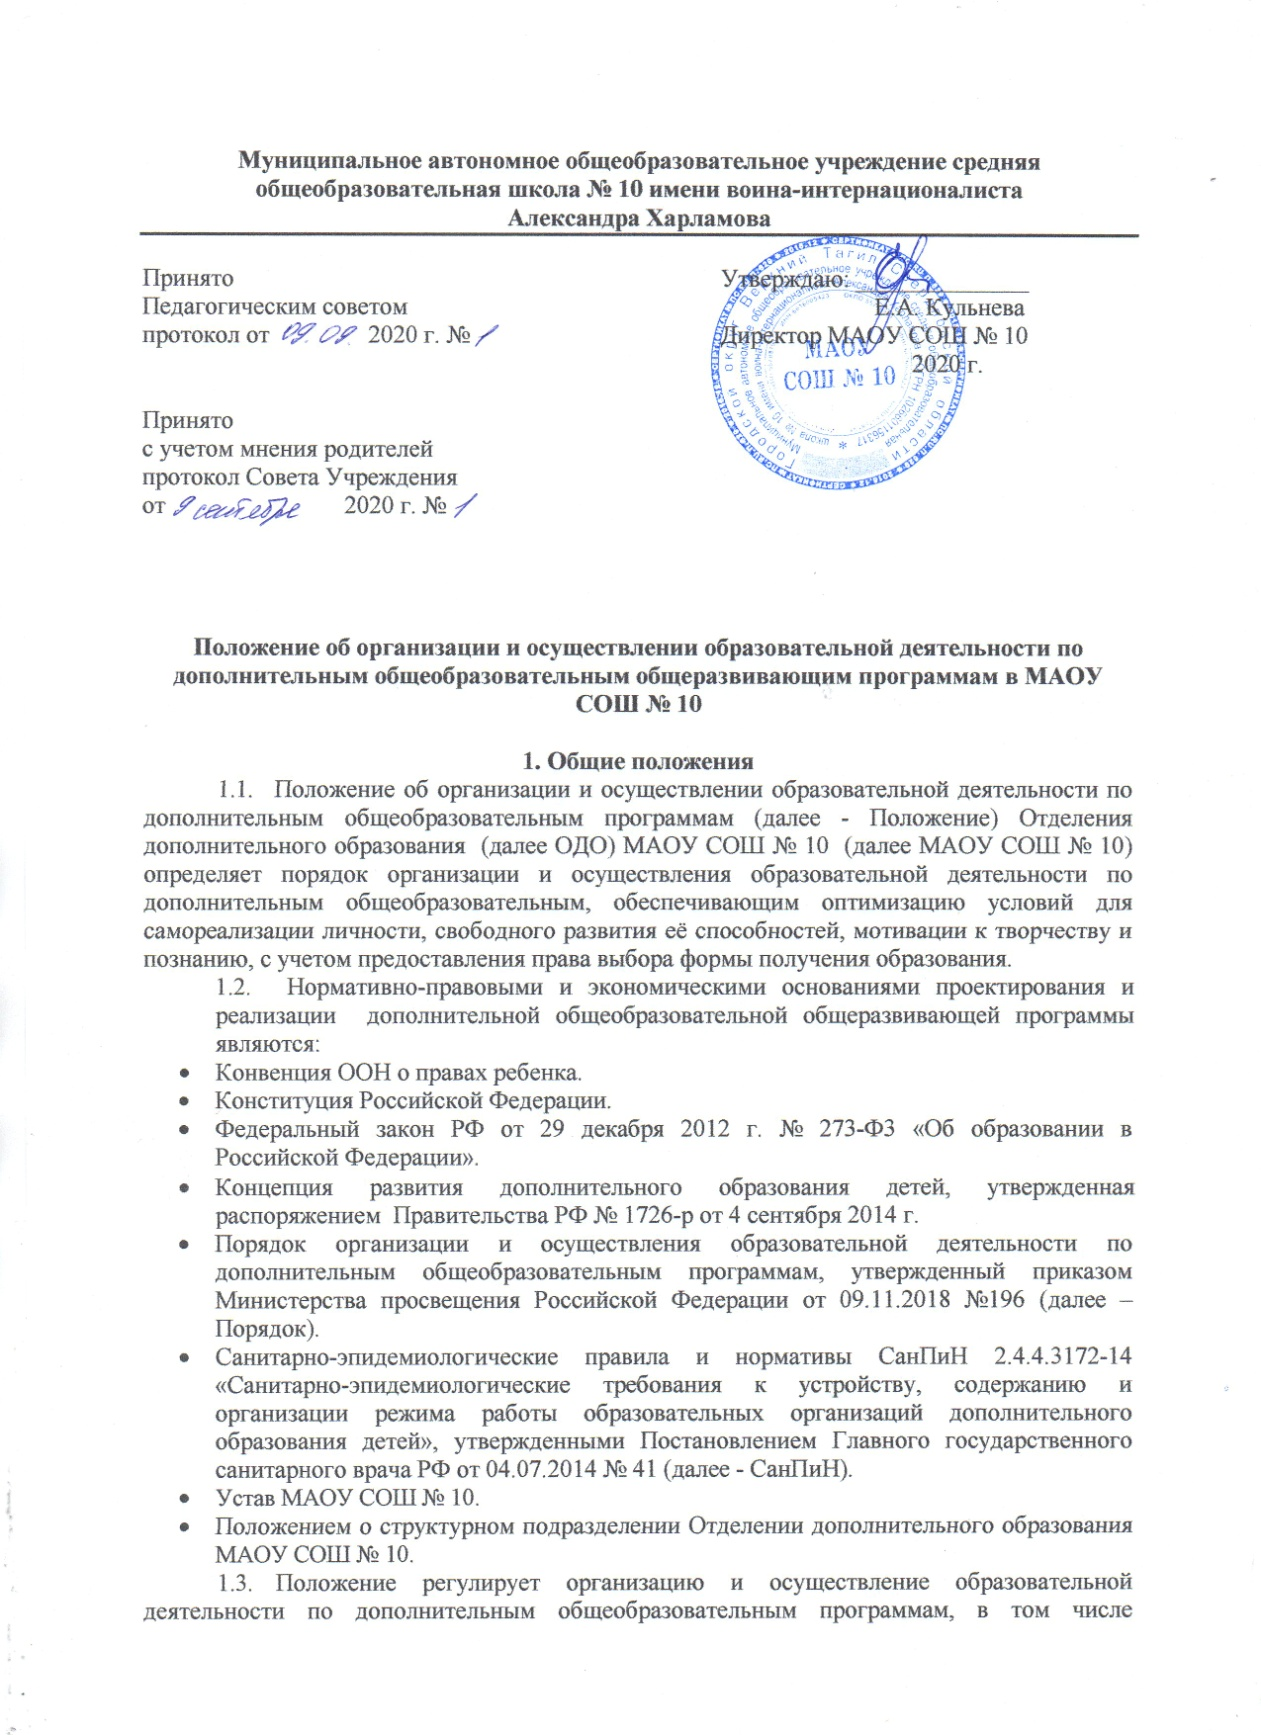 Муниципальное автономное общеобразовательное учреждение средняя
общеобразовательная школа № 10 имени воина-интернационалиста
Александра Харламова
Принято
Педагогическим советом
протокол от 09.09. 2020 г. № 1
Утверждаю:
Е.А. Кульнева
Директор МАОУ СОШ № 10
2020 г.
МАОУ
СОШ № 10
Принято
с учетом мнения родителей
протокол Совета Учреждения
от 9 сентября 2020 г. № 1
Положение об организации и осуществлении образовательной деятельности по
дополнительным общеобразовательным общеразвивающим программам в МАОУ
СОШ № 10
1. Общие положения
1.1. Положение об организации и осуществлении образовательной деятельности по
дополнительным общеобразовательным программам (далее - Положение) Отделения
дополнительного образования (далее ОДО) МАОУ СОШ № 10 (далее МАОУ СОШ № 10)
определяет порядок организации и осуществления образовательной деятельности по
дополнительным общеобразовательным, обеспечивающим оптимизацию условий для
самореализации личности, свободного развития её способностей, мотивации к творчеству и
познанию, с учетом предоставления права выбора формы получения образования.
1.2. Нормативно-правовыми и экономическими основаниями проектирования и
реализации дополнительной общеобразовательной общеразвивающей программы
являются:
• Конвенция ООН о правах ребенка.
• Конституция Российской Федерации.
• Федеральный закон РФ от 29 декабря 2012 г. № 273-ФЗ «Об образовании в
Российской Федерации».
• Концепция развития дополнительного образования детей, утвержденная
распоряжением Правительства РФ № 1726-р от 4 сентября 2014 г.
• Порядок организации и осуществления образовательной деятельности по
дополнительным общеобразовательным программам, утвержденный приказом
Министерства просвещения Российской Федерации от 09.11.2018 №196 (далее –
Порядок).
• Санитарно-эпидемиологические правила и нормативы СанПиН 2.4.4.3172-14
«Санитарно-эпидемиологические требования к устройству, содержанию и
организации режима работы образовательных организаций дополнительного
образования детей», утвержденными Постановлением Главного государственного
санитарного врача РФ от 04.07.2014 № 41 (далее - СанПиН).
• Устав МАОУ СОШ № 10.
• Положением о структурном подразделении Отделении дополнительного образования
МАОУ СОШ № 10.
1.3. Положение регулирует организацию и осуществление образовательной
деятельности по дополнительным общеобразовательным программам, в том числе